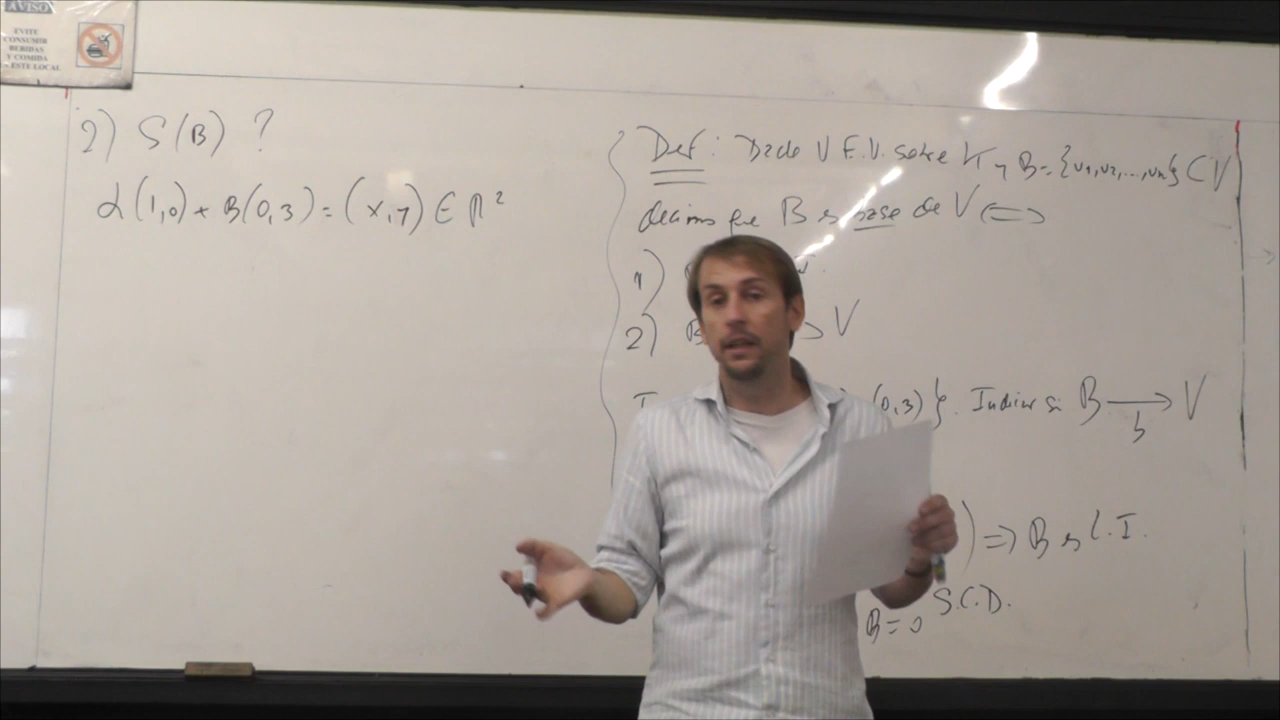 AVISO
EVITE
CONSUMIR
BEBIDAS
Y COMIDA
ESTE LOCAL
2) S(B) ?
α(1,0) + β(0,3) = (x,y) ∈ ℝ²
Def: Dado V E.V. sobre K y B={v1,v2,...,vn} ⊂ V
decimos que B es base de V ⟺
1)
2) B → V
(0,3)}. Indicar si B →b V
) ⟹ B es L.I.
β=0 S.C.D.